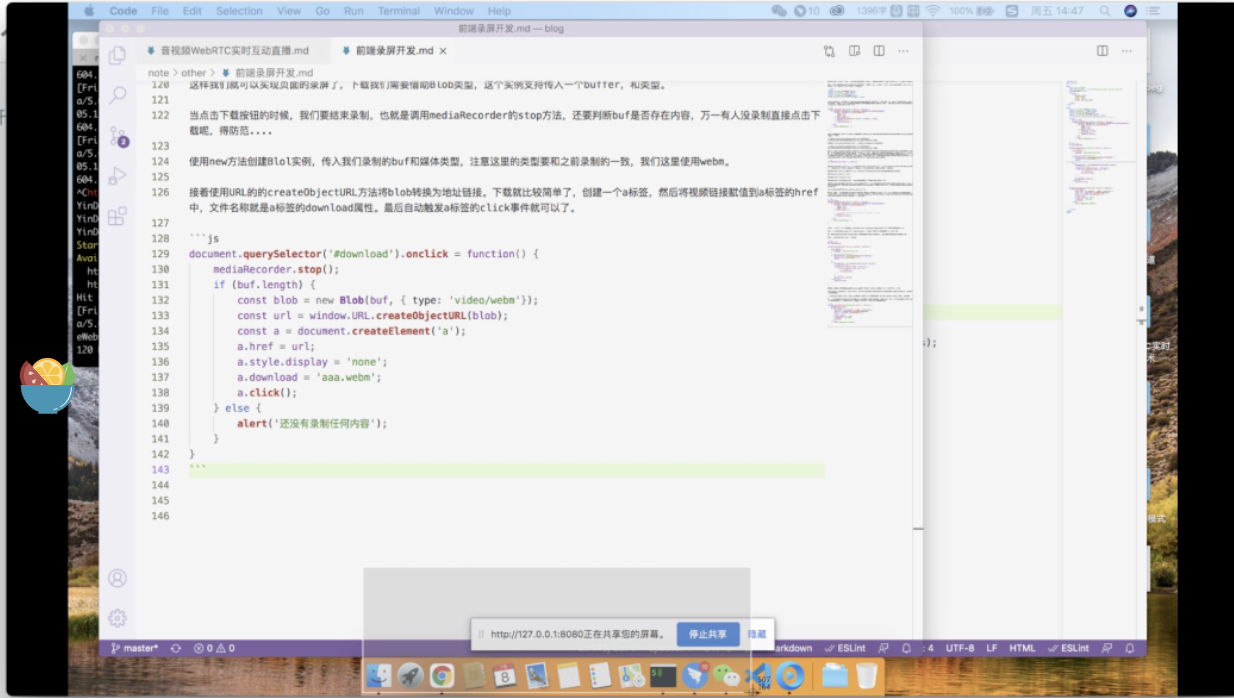 Code File Edit Selection View Go Run Terminal Window Help
10 1396字 100% 周五 14:47
前端录屏开发.md — blog
音视频WebRTC实时互动直播.md 前端录屏开发.md ×
note > other > 前端录屏开发.md
120 这样我们就可以实现页面的录屏了，下载我们需要借助Blob类型，这个实例支持传入一个buffer，和类型。
121
122 当点击下载按钮的时候，我们要结束录制，也就是调用mediaRecorder的stop方法，还要判断buf是否存在内容，万一有人没录制直接点击下
载呢，得防范....
123
124 使用new方法创建Blol实例，传入我们录制的buf和媒体类型，注意这里的类型要和之前录制的一致，我们这里使用webm。
125
126 接着使用URL的的createObjectURL方法将blob转换为地址链接。下载就比较简单了，创建一个a标签，然后将视频链接赋值到a标签的href
中，文件名称就是a标签的download属性。最后自动触发a标签的click事件就可以了。
127
128 ```js
129 document.querySelector('#download').onclick = function() {
130 mediaRecorder.stop();
131 if (buf.length) {
132 const blob = new Blob(buf, { type: 'video/webm'});
133 const url = window.URL.createObjectURL(blob);
134 const a = document.createElement('a');
135 a.href = url;
136 a.style.display = 'none';
137 a.download = 'aaa.webm';
138 a.click();
139 } else {
140 alert('还没有录制任何内容');
141 }
142 }
143 ```
144
145
146
604.
[Fri
a/5.
05.1
604.
[Fri
a/5.
05.1
604.
^Cht
YinD
YinD
YinD
Star
Avai
ht
ht
Hit
[Fri
a/5.
eWeb
120
2
);
C实时
模式
http://127.0.0.1:8080正在共享您的屏幕。 停止共享 隐藏
master* 0 0 arkdown ESLint : 4 UTF-8 LF HTML ESLint
8
507
164